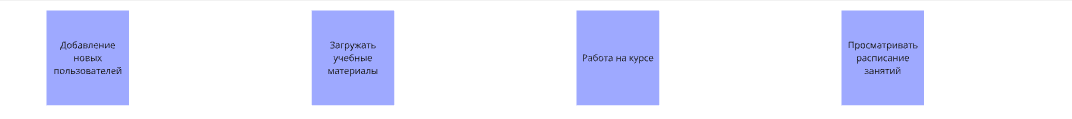 Добавление
новых
пользователей
Загружать
учебные
материалы
Работа на курсе
Просматривать
расписание
занятий